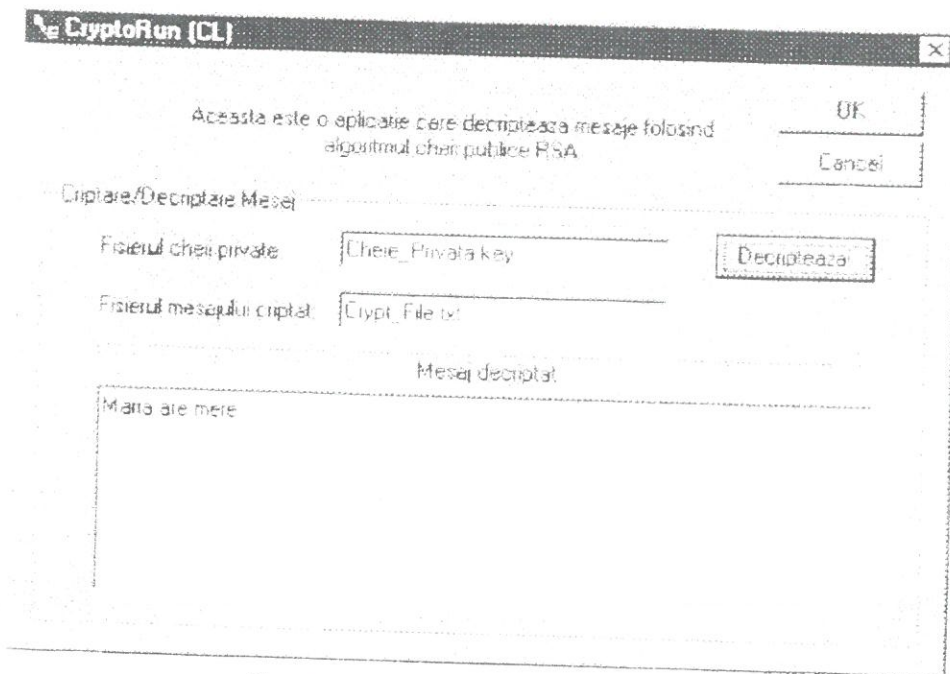 CryptoRun (CL)
Aceasta este o aplicatie care decripteaza mesaje folosind
algoritmul cheii publice RSA
OK
Cancel
Criptare/Decriptare Mesaj
Fisierul cheii private
Cheie_Privata.key
Decripteaza!
Fisierul mesajului criptat:
Crypt_File.txt
Mesaj decriptat
Maria are mere